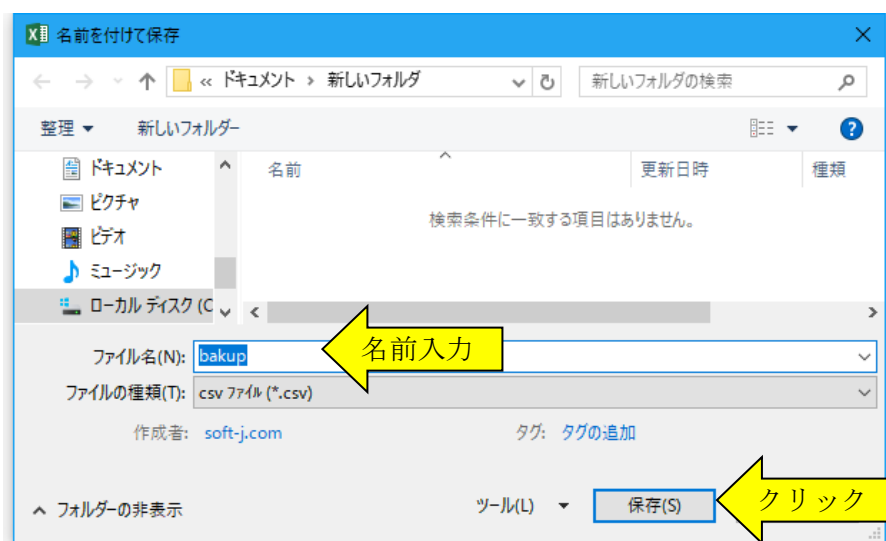 名前を付けて保存
« ドキュメント › 新しいフォルダ
新しいフォルダの検索
整理
新しいフォルダー
ドキュメント
ピクチャ
ビデオ
ミュージック
ローカル ディスク (C
名前
更新日時
種類
検索条件に一致する項目はありません。
ファイル名(N): bakup
名前入力
ファイルの種類(T): csv ファイル (*.csv)
作成者: soft-j.com
タグ: タグの追加
フォルダーの非表示
ツール(L)
保存(S)
クリック